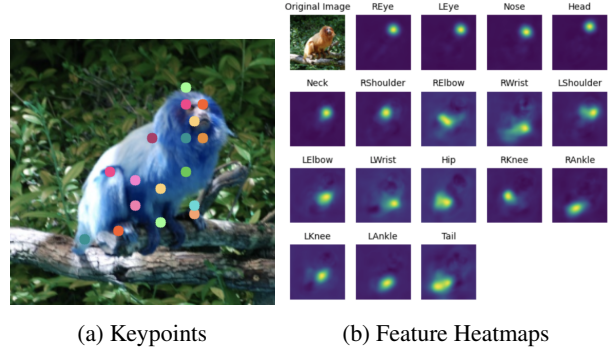 Original Image REye LEye Nose Head
Neck RShoulder RElbow RWrist LShoulder
LElbow LWrist Hip RKnee RAnkle
LKnee LAnkle Tail
(a) Keypoints
(b) Feature Heatmaps